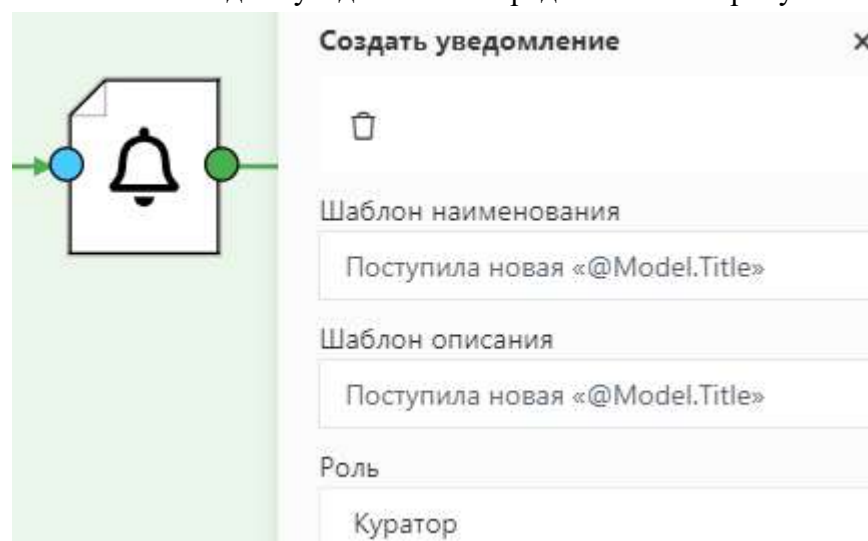 Создать уведомление ×
Шаблон наименования
Поступила новая «@Model.Title»
Шаблон описания
Поступила новая «@Model.Title»
Роль
Куратор